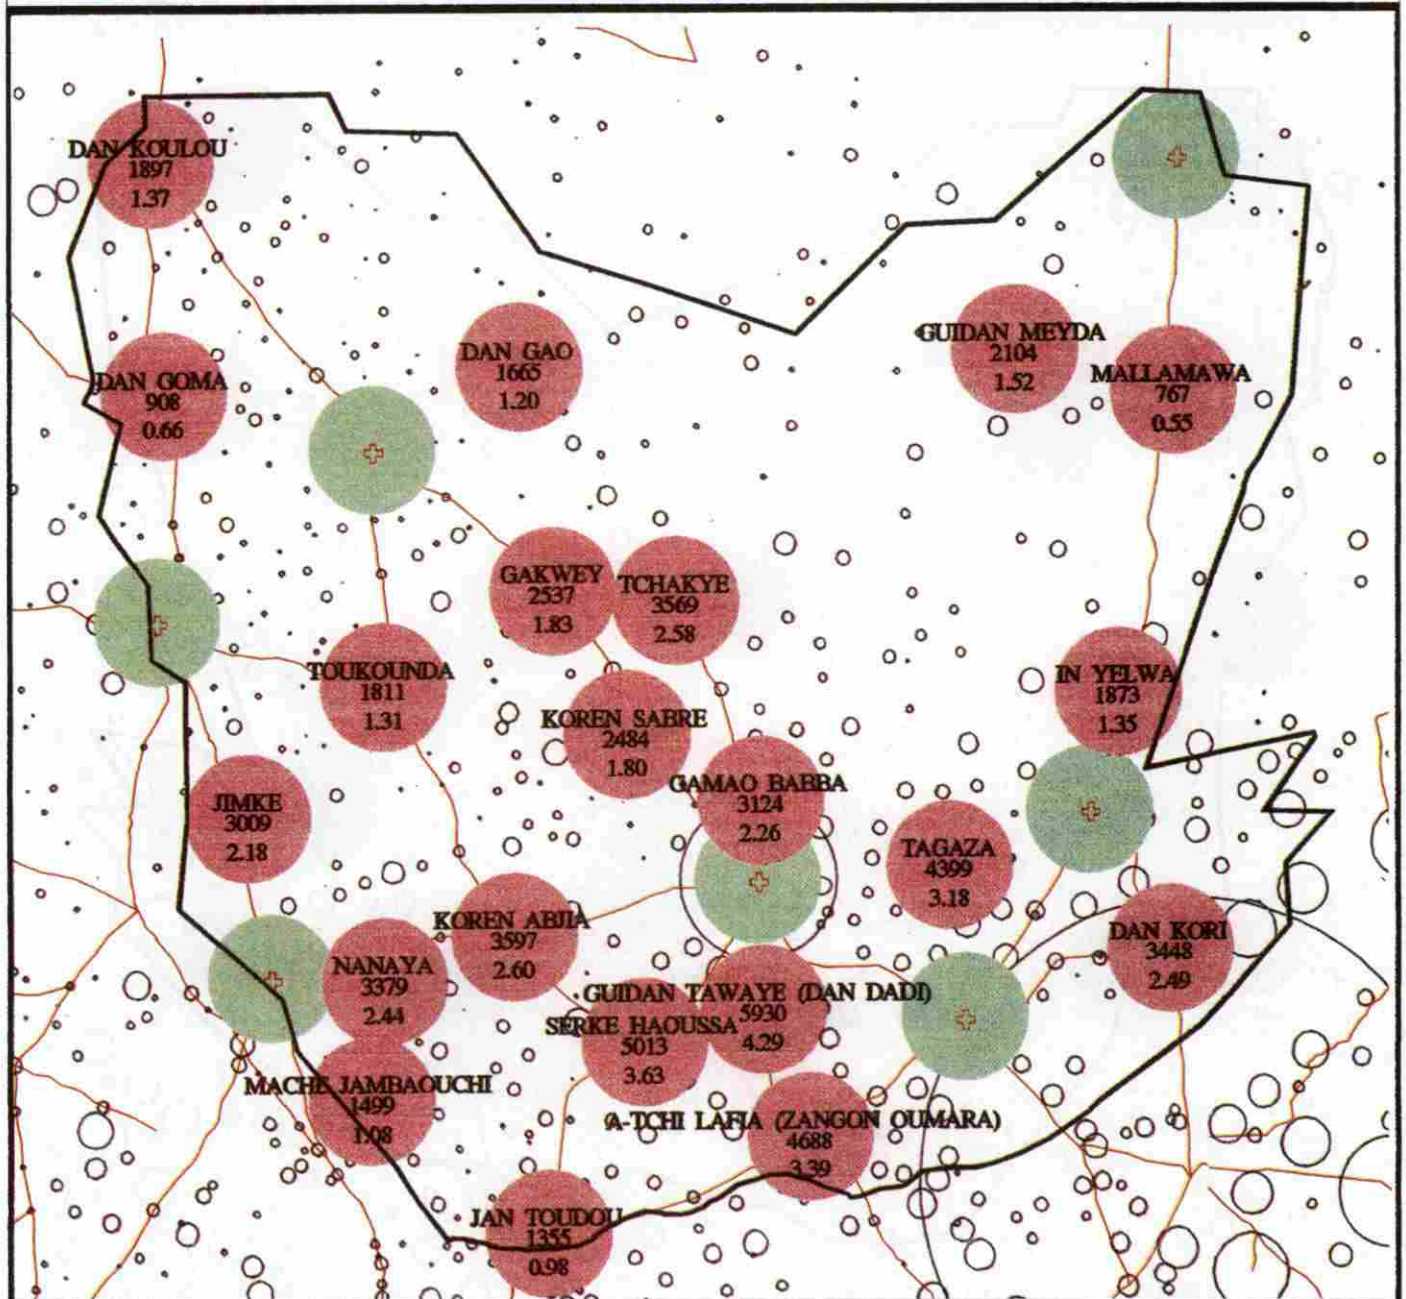 DAN KOULOU
1897
1.37
DAN GAO
1665
1.20
GUIDAN MEYDA
2104
1.52
MALLAMAWA
767
0.55
DAN GOMA
908
0.66
GAKWEY
2537
1.83
TCHAKYE
3569
2.58
TOUKOUNDA
1811
1.31
IN YELWA
1873
1.35
KOREN SABRE
2484
1.80
GAMAO BABBA
3124
2.26
JIMKE
3009
2.18
TAGAZA
4399
3.18
KOREN ABJIA
3597
2.60
DAN KORI
3448
2.49
NANAYA
3379
2.44
GUIDAN TAWAYE (DAN DADI)
5930
4.29
SERKE HAOUSSA
5013
3.63
MACHE JAMBAOUCHI
1499
1.08
(A-TCHI LAFIA (ZANGON OUMARA)
4688
3.39
JAN TOUDOU
1355
0.98